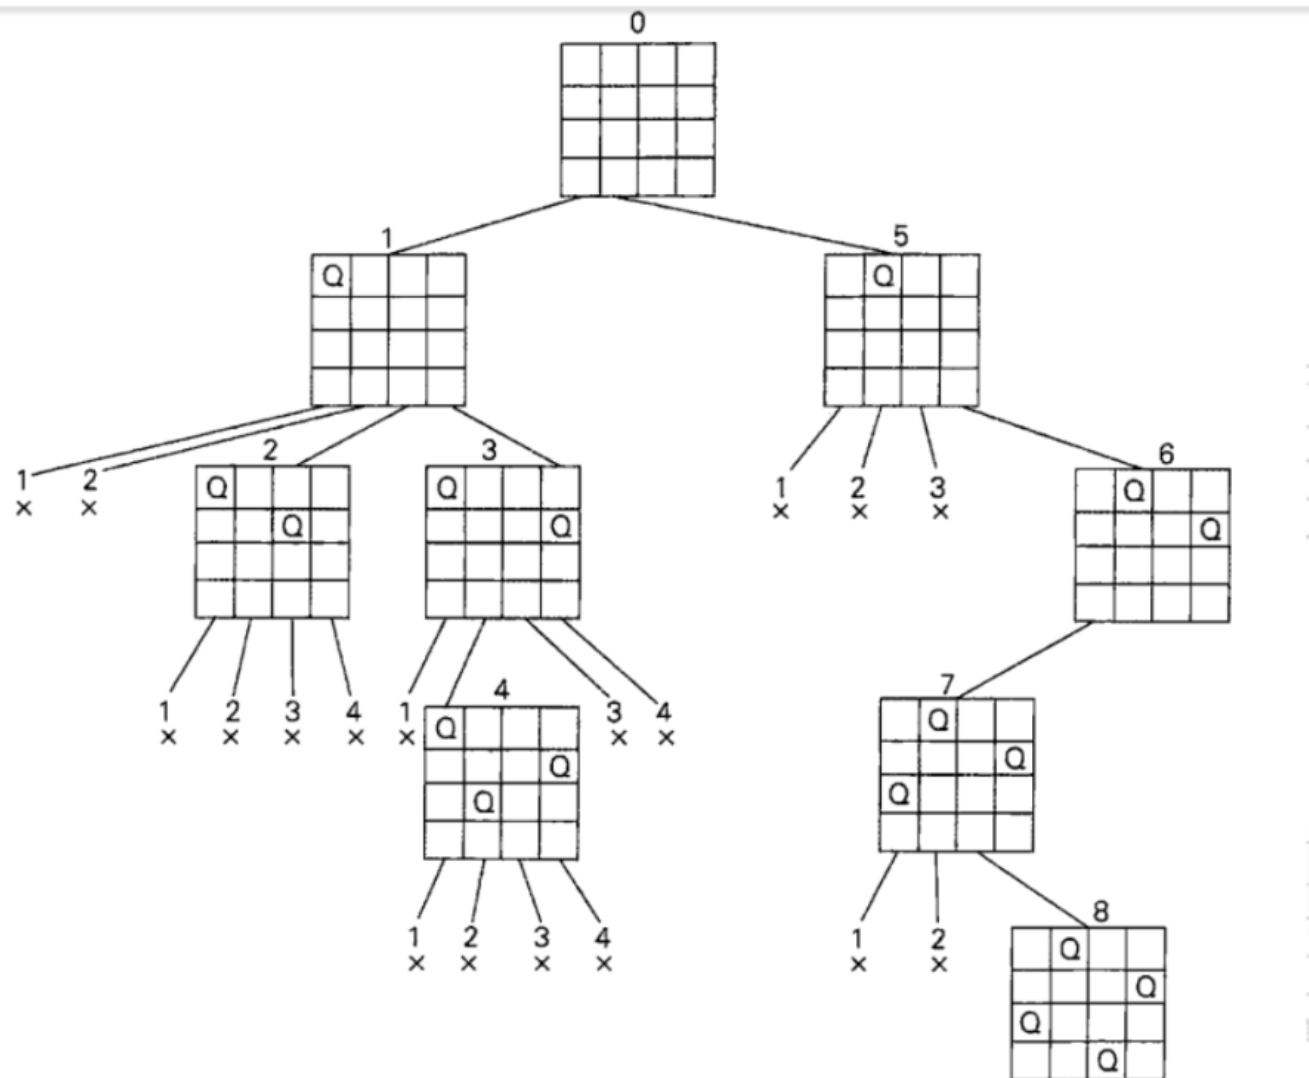 0
1 5
Q Q
1 2 2 3 1 2 3 6
× × Q Q × × × Q
Q Q Q
1 2 3 4 1 4 3 4 7
× × × × × Q × × Q
Q Q
Q Q
1 2 3 4 1 2 8
× × × × × × Q
Q
Q
Q